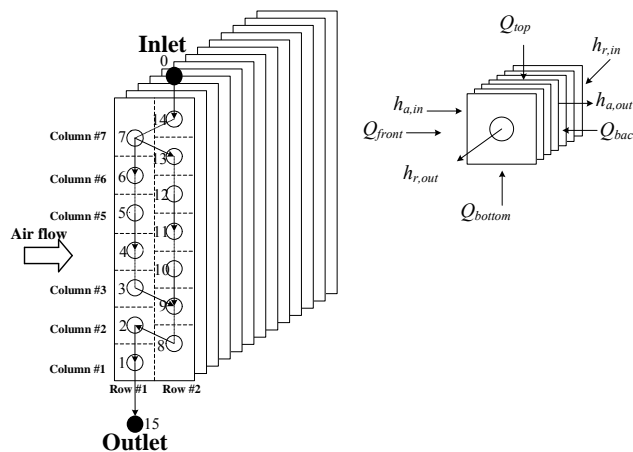 Inlet
0
14
Column #7
7
13
Column #6
6
12
Column #5
5
11
Air flow
4
10
Column #3
3
9
Column #2
2
8
Column #1
1
Row #1 Row #2
15
Outlet
Q_top
h_r,in
h_a,in
h_a,out
Q_front
Q_bac
h_r,out
Q_bottom